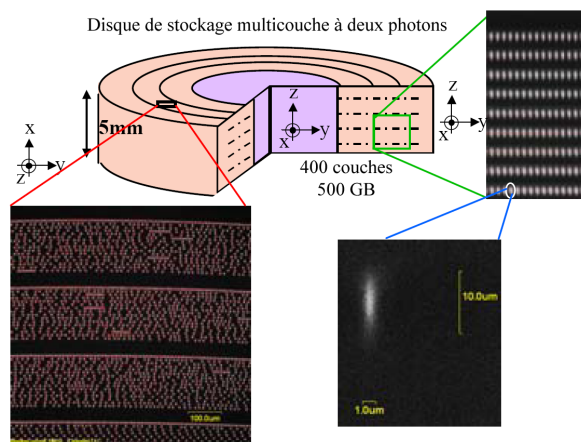 Disque de stockage multicouche à deux photons
z
x
y
z
x
y
5mm
x
z
y
400 couches
500 GB
10.0um
1.0um
100.0um